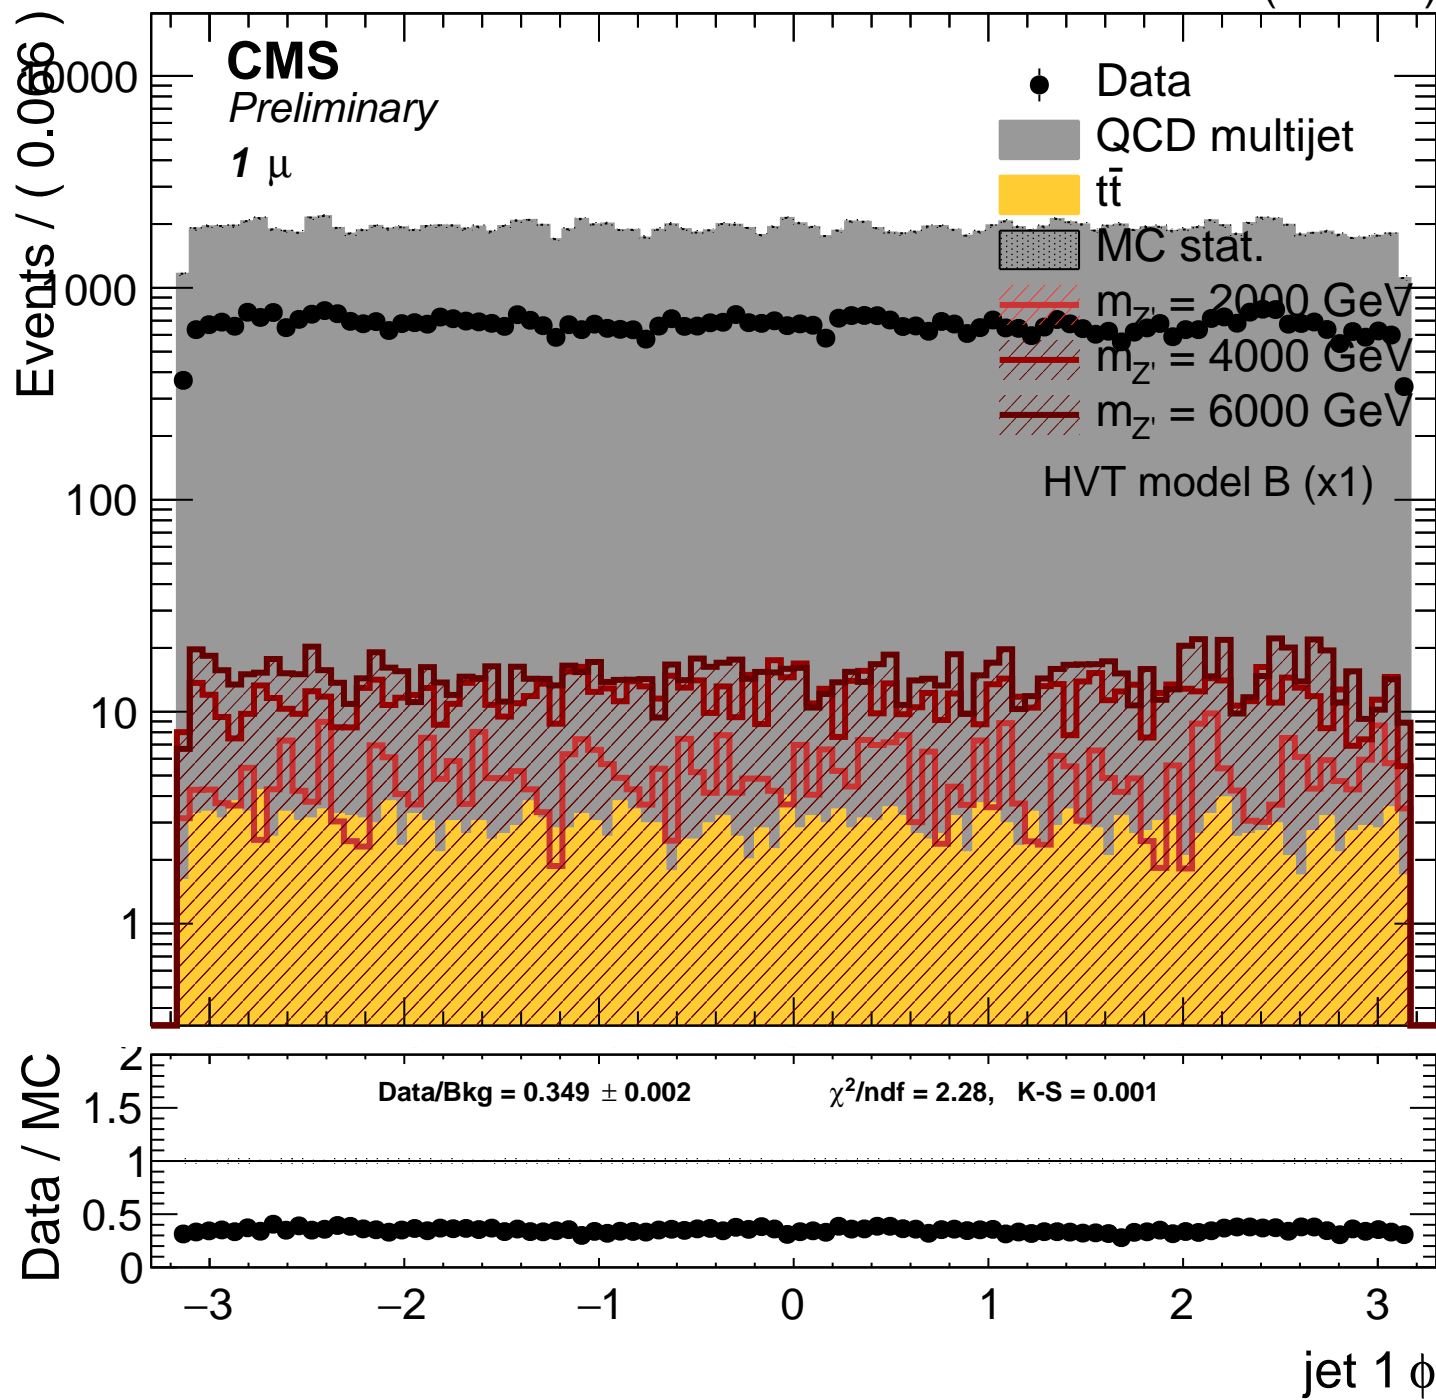 CMS
Preliminary
1 μ
Data
QCD multijet
tt̄
MC stat.
m_Z' = 2000 GeV
m_Z' = 4000 GeV
m_Z' = 6000 GeV
HVT model B (x1)
Events / ( 0.066 )
10000
1000
100
10
1
Data / MC
2
1.5
1
0.5
0
Data/Bkg = 0.349 ± 0.002
χ²/ndf = 2.28, K-S = 0.001
−3 −2 −1 0 1 2 3
jet 1 ϕ